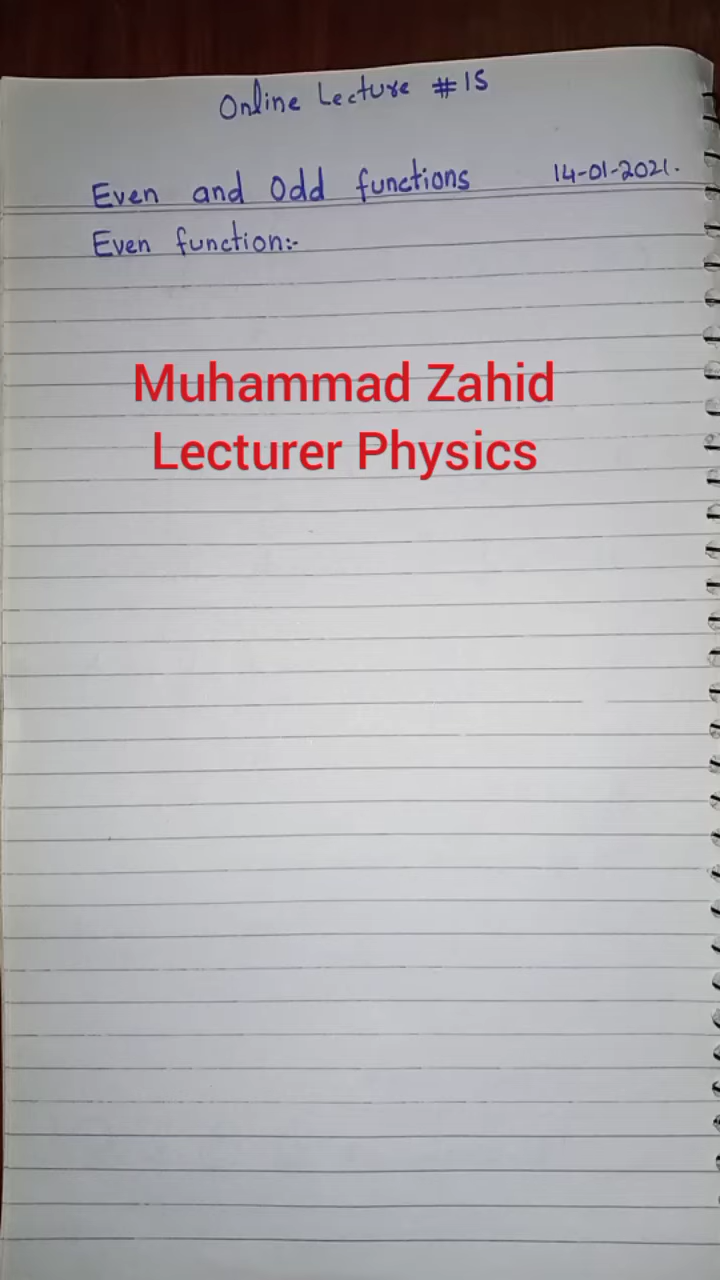 Online Lecture #15
Even and Odd functions 14-01-2021.
Even function:-
Muhammad Zahid
Lecturer Physics